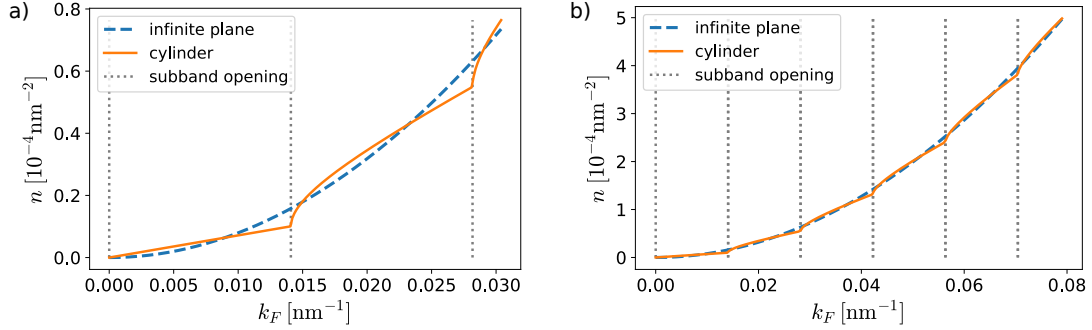 a)
infinite plane
cylinder
subband opening
n [10⁻⁴nm⁻²]
0.8
0.6
0.4
0.2
0.0
0.000 0.005 0.010 0.015 0.020 0.025 0.030
k_F [nm⁻¹]
b)
infinite plane
cylinder
subband opening
n [10⁻⁴nm⁻²]
5
4
3
2
1
0
0.00 0.02 0.04 0.06 0.08
k_F [nm⁻¹]